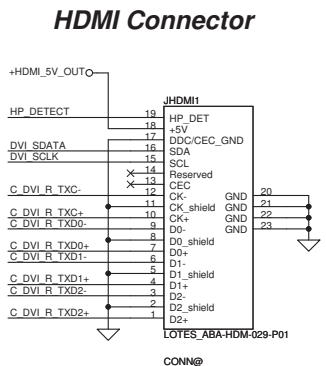 HDMI Connector
+HDMI_5V_OUT
JHDMI1
HP_DETECT 19 HP_DET
18 +5V
17 DDC/CEC_GND
DVI_SDATA 16 SDA
DVI_SCLK 15 SCL
14 Reserved
13 CEC
C_DVI_R_TXC- 12 CK- GND 20
11 CK_shield GND 21
C_DVI_R_TXC+ 10 CK+ GND 22
C_DVI_R_TXD0- 9 D0- GND 23
8 D0_shield
C_DVI_R_TXD0+ 7 D0+
C_DVI_R_TXD1- 6 D1-
5 D1_shield
C_DVI_R_TXD1+ 4 D1+
C_DVI_R_TXD2- 3 D2-
2 D2_shield
C_DVI_R_TXD2+ 1 D2+
LOTES_ABA-HDM-029-P01
CONN@